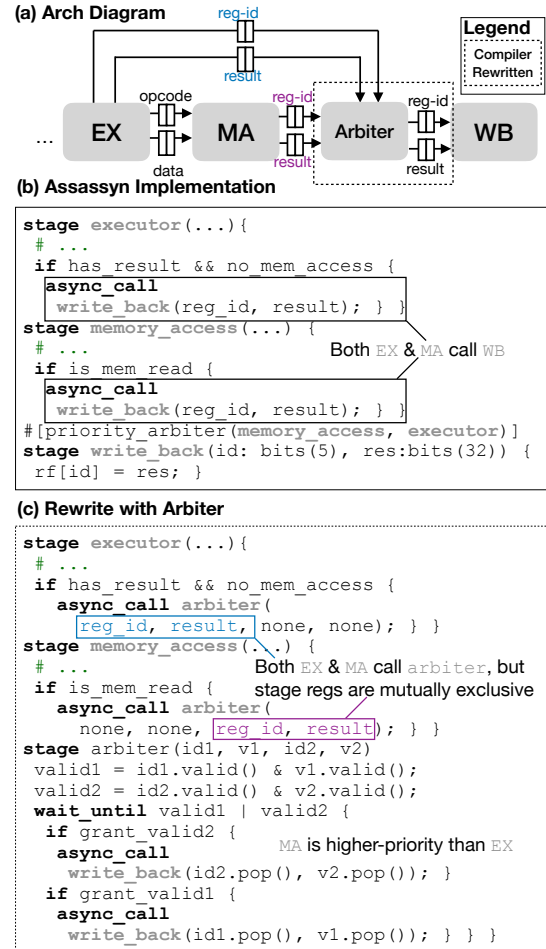 (a) Arch Diagram
reg-id
result
Legend
Compiler
Rewritten
opcode
reg-id
reg-id
... EX MA Arbiter WB
data
result
result
(b) Assassyn Implementation
stage executor(...){
# ...
if has_result && no_mem_access {
async_call
write_back(reg_id, result); } }
stage memory_access(...) {
# ...
Both EX & MA call WB
if is_mem_read {
async_call
write_back(reg_id, result); } }
#[priority_arbiter(memory_access, executor)]
stage write_back(id: bits(5), res:bits(32)) {
rf[id] = res; }
(c) Rewrite with Arbiter
stage executor(...){
# ...
if has_result && no_mem_access {
async_call arbiter(
reg_id, result, none, none); } }
stage memory_access(...) {
# ...
Both EX & MA call arbiter, but
stage regs are mutually exclusive
if is_mem_read {
async_call arbiter(
none, none, reg_id, result); } }
stage arbiter(id1, v1, id2, v2)
valid1 = id1.valid() & v1.valid();
valid2 = id2.valid() & v2.valid();
wait_until valid1 | valid2 {
if grant_valid2 {
MA is higher-priority than EX
async_call
write_back(id2.pop(), v2.pop()); }
if grant_valid1 {
async_call
write_back(id1.pop(), v1.pop()); } } }